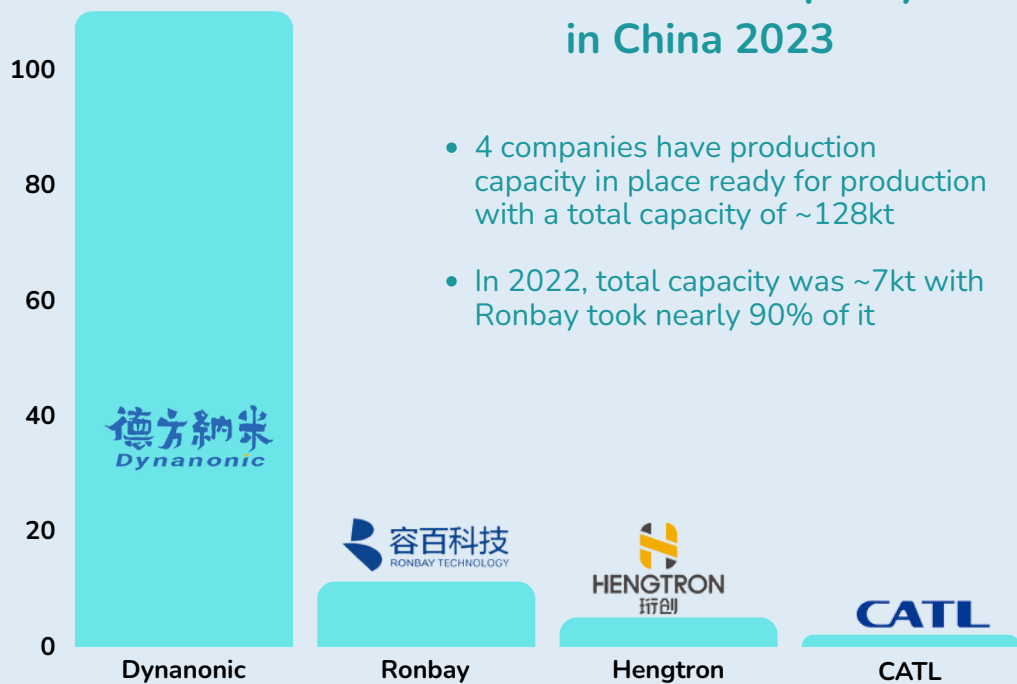 in China 2023
100
80
60
40
20
0
• 4 companies have production
capacity in place ready for production
with a total capacity of ~128kt
• In 2022, total capacity was ~7kt with
Ronbay took nearly 90% of it
德方納米
Dynanonic
容百科技
RONBAY TECHNOLOGY
HENGTRON
珩创
CATL
Dynanonic
Ronbay
Hengtron
CATL